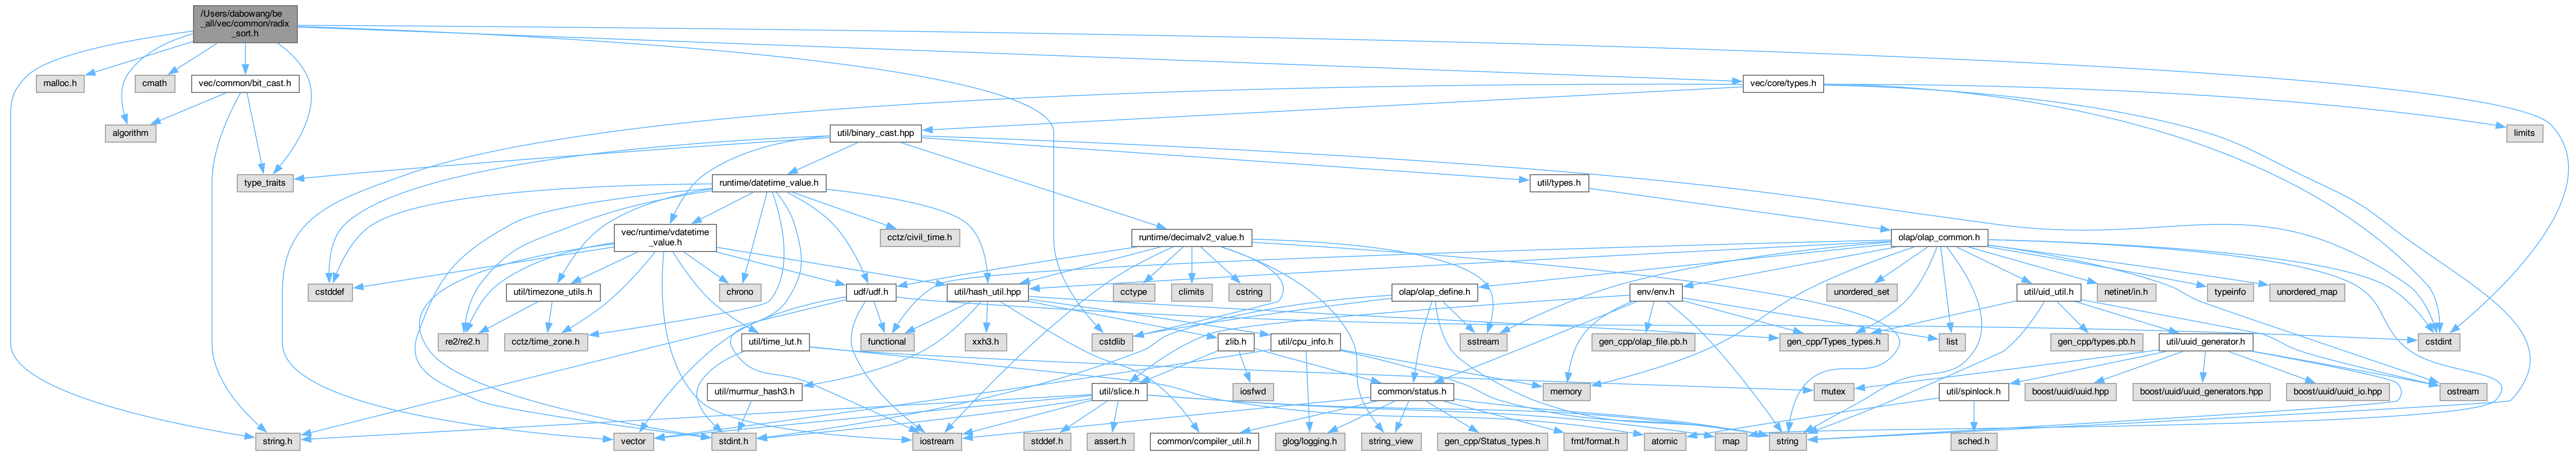 /Users/dabowang/be
_all/vec/common/radix
_sort.h
malloc.h
cmath
vec/common/bit_cast.h
vec/core/types.h
algorithm
util/binary_cast.hpp
limits
type_traits
runtime/datetime_value.h
util/types.h
vec/runtime/vdatetime
_value.h
cctz/civil_time.h
runtime/decimalv2_value.h
olap/olap_common.h
cstddef
util/timezone_utils.h
chrono
udf/udf.h
util/hash_util.hpp
cctype
climits
cstring
olap/olap_define.h
env/env.h
unordered_set
util/uid_util.h
netinet/in.h
typeinfo
unordered_map
re2/re2.h
cctz/time_zone.h
util/time_lut.h
functional
xxh3.h
cstdlib
zlib.h
util/cpu_info.h
sstream
gen_cpp/olap_file.pb.h
gen_cpp/Types_types.h
list
gen_cpp/types.pb.h
util/uuid_generator.h
cstdint
util/murmur_hash3.h
util/slice.h
iosfwd
common/status.h
memory
mutex
util/spinlock.h
boost/uuid/uuid.hpp
boost/uuid/uuid_generators.hpp
boost/uuid/uuid_io.hpp
ostream
string.h
vector
stdint.h
iostream
stddef.h
assert.h
common/compiler_util.h
glog/logging.h
string_view
gen_cpp/Status_types.h
fmt/format.h
atomic
map
string
sched.h